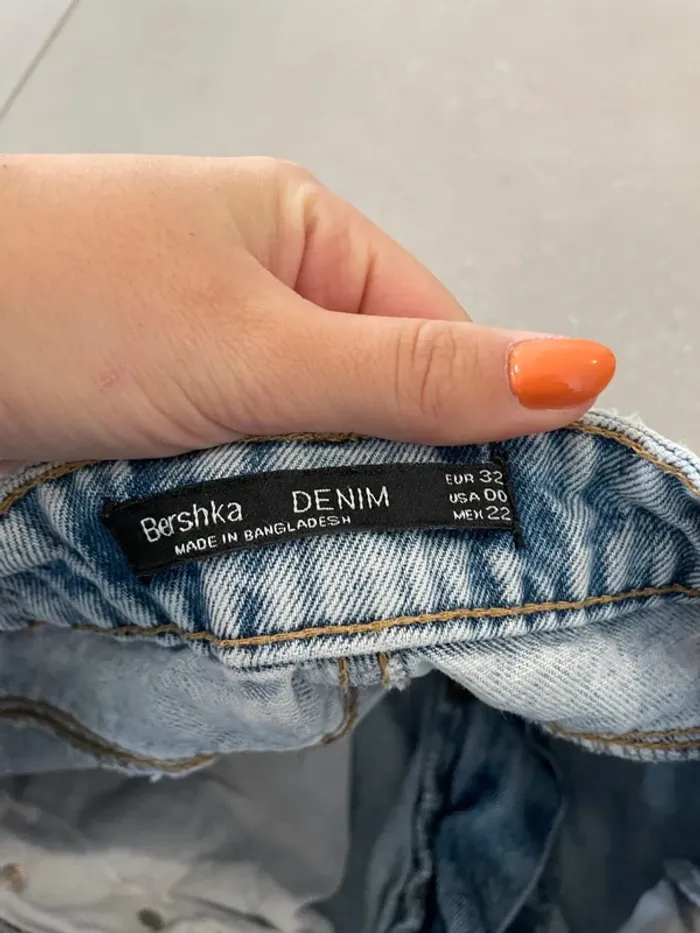 Bershka DENIM
MADE IN BANGLADESH
EUR 32
USA 00
MEX 22